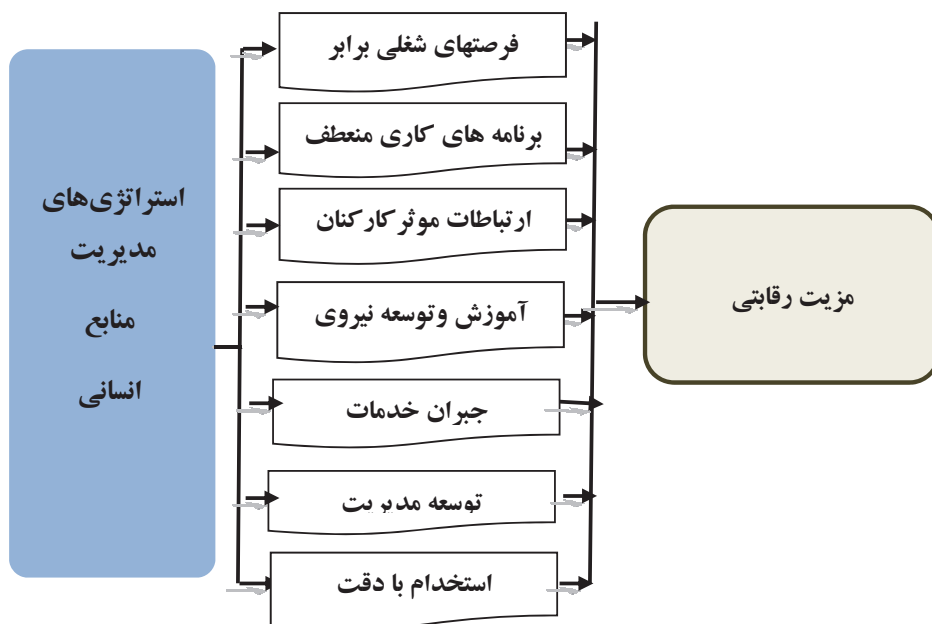 استراتژی‌های
مدیریت
منابع
انسانی
فرصتهای شغلی برابر
برنامه های کاری منعطف
ارتباطات موثر کارکنان
آموزش وتوسعه نیروی
جبران خدمات
توسعه مدیریت
استخدام با دقت
مزیت رقابتی